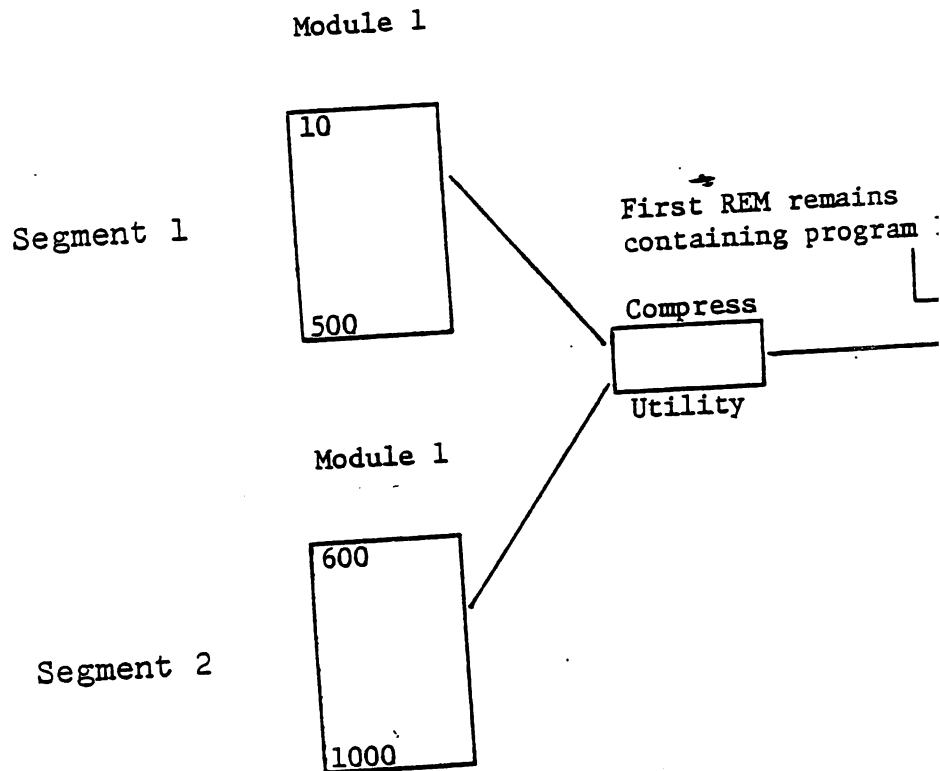 Module 1
10
Segment 1
500
First REM remains
containing program
Compress
Utility
Module 1
600
Segment 2
1000